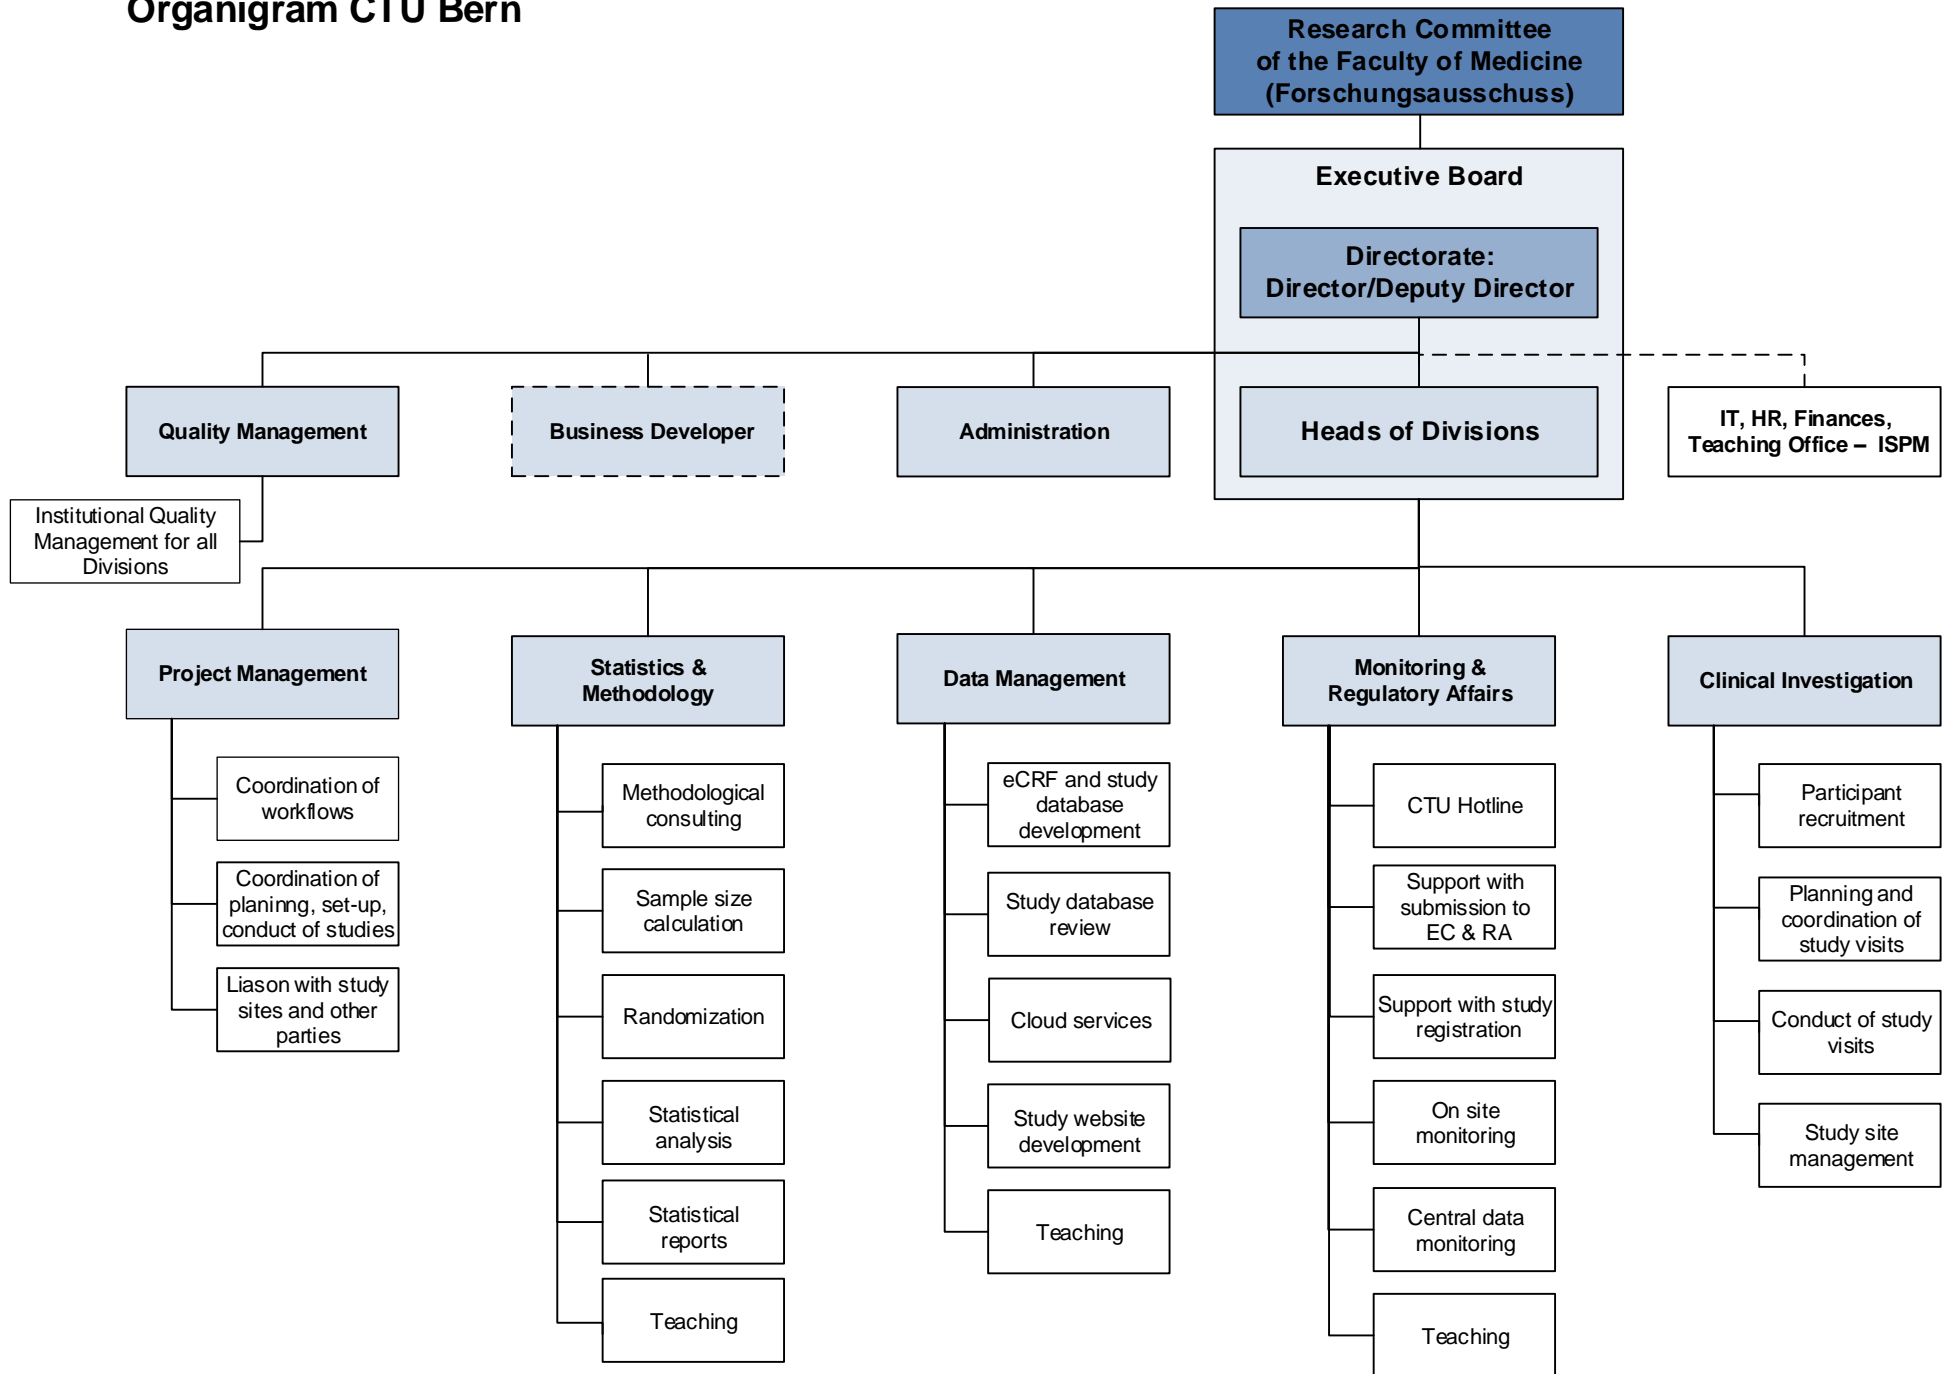 Organigram CTU Bern
Research Committee
of the Faculty of Medicine
(Forschungsausschuss)
Executive Board
Directorate:
Director/Deputy Director
Quality Management
Business Developer
Administration
Heads of Divisions
IT, HR, Finances,
Teaching Office – ISPM
Institutional Quality
Management for all
Divisions
Project Management
Coordination of
workflows
Coordination of
planinng, set-up,
conduct of studies
Liason with study
sites and other
parties
Statistics &
Methodology
Methodological
consulting
Sample size
calculation
Randomization
Statistical
analysis
Statistical
reports
Teaching
Data Management
eCRF and study
database
development
Study database
review
Cloud services
Study website
development
Teaching
Monitoring &
Regulatory Affairs
CTU Hotline
Support with
submission to
EC & RA
Support with study
registration
On site
monitoring
Central data
monitoring
Teaching
Clinical Investigation
Participant
recruitment
Planning and
coordination of
study visits
Conduct of study
visits
Study site
management